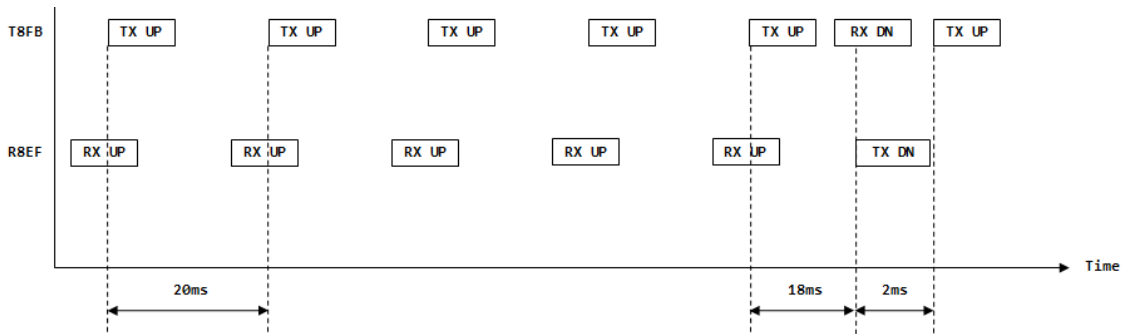 T8FB TX UP TX UP TX UP TX UP TX UP RX DN TX UP
R8EF RX UP RX UP RX UP RX UP RX UP TX DN
Time
20ms 18ms 2ms